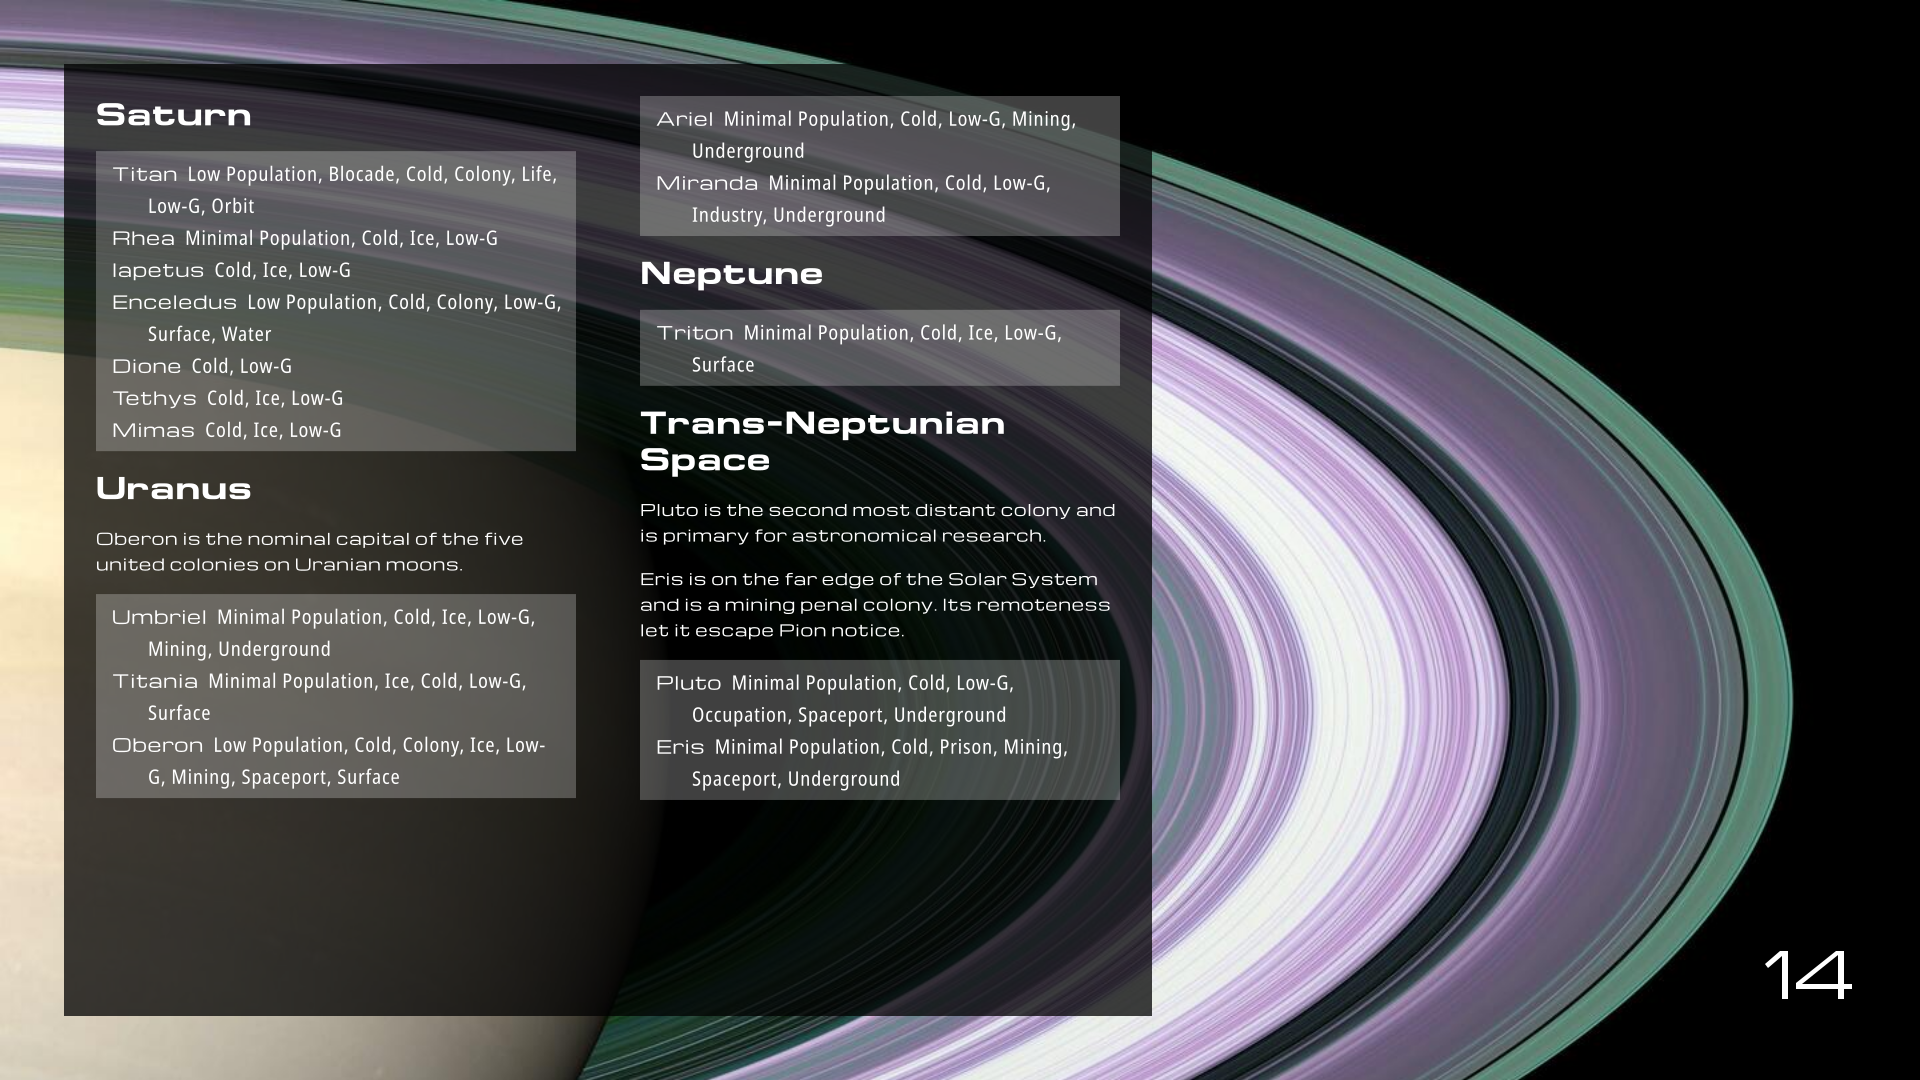 Saturn
Titan Low Population, Blocade, Cold, Colony, Life,
Low-G, Orbit
Rhea Minimal Population, Cold, Ice, Low-G
Iapetus Cold, Ice, Low-G
Enceledus Low Population, Cold, Colony, Low-G,
Surface, Water
Dione Cold, Low-G
Tethys Cold, Ice, Low-G
Mimas Cold, Ice, Low-G
Uranus
Oberon is the nominal capital of the five
united colonies on Uranian moons.
Umbriel Minimal Population, Cold, Ice, Low-G,
Mining, Underground
Titania Minimal Population, Ice, Cold, Low-G,
Surface
Oberon Low Population, Cold, Colony, Ice, Low-
G, Mining, Spaceport, Surface
Ariel Minimal Population, Cold, Low-G, Mining,
Underground
Miranda Minimal Population, Cold, Low-G,
Industry, Underground
Neptune
Triton Minimal Population, Cold, Ice, Low-G,
Surface
Trans-Neptunian
Space
Pluto is the second most distant colony and
is primary for astronomical research.
Eris is on the far edge of the Solar System
and is a mining penal colony. Its remoteness
let it escape Pion notice.
Pluto Minimal Population, Cold, Low-G,
Occupation, Spaceport, Underground
Eris Minimal Population, Cold, Prison, Mining,
Spaceport, Underground
14